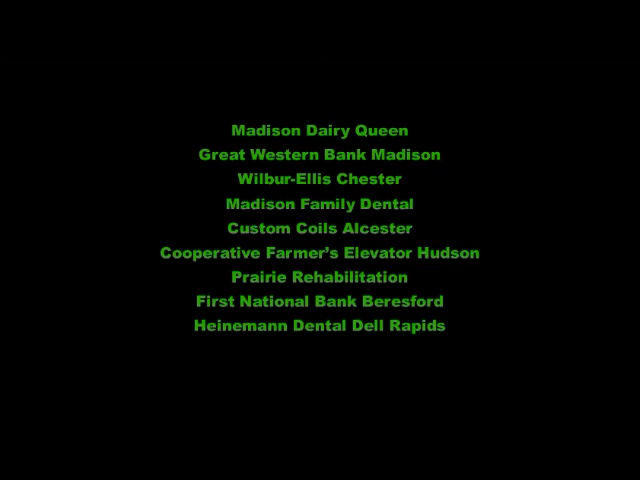 Madison Dairy Queen
Great Western Bank Madison
Wilbur-Ellis Chester
Madison Family Dental
Custom Coils Alcester
Cooperative Farmer’s Elevator Hudson
Prairie Rehabilitation
First National Bank Beresford
Heinemann Dental Dell Rapids